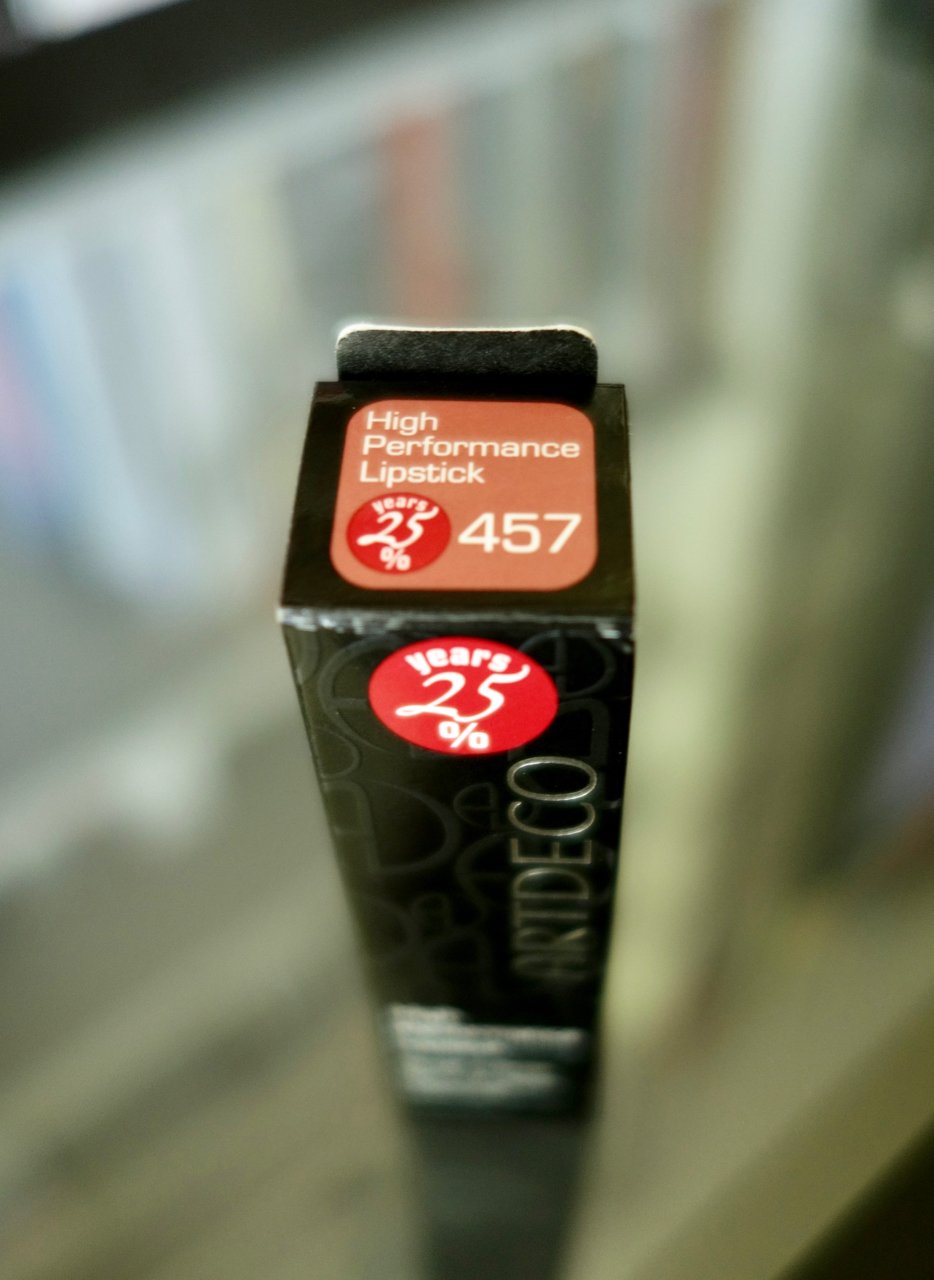 High
Performance
Lipstick
years
25
%
457
years
25
%
ARTDECO